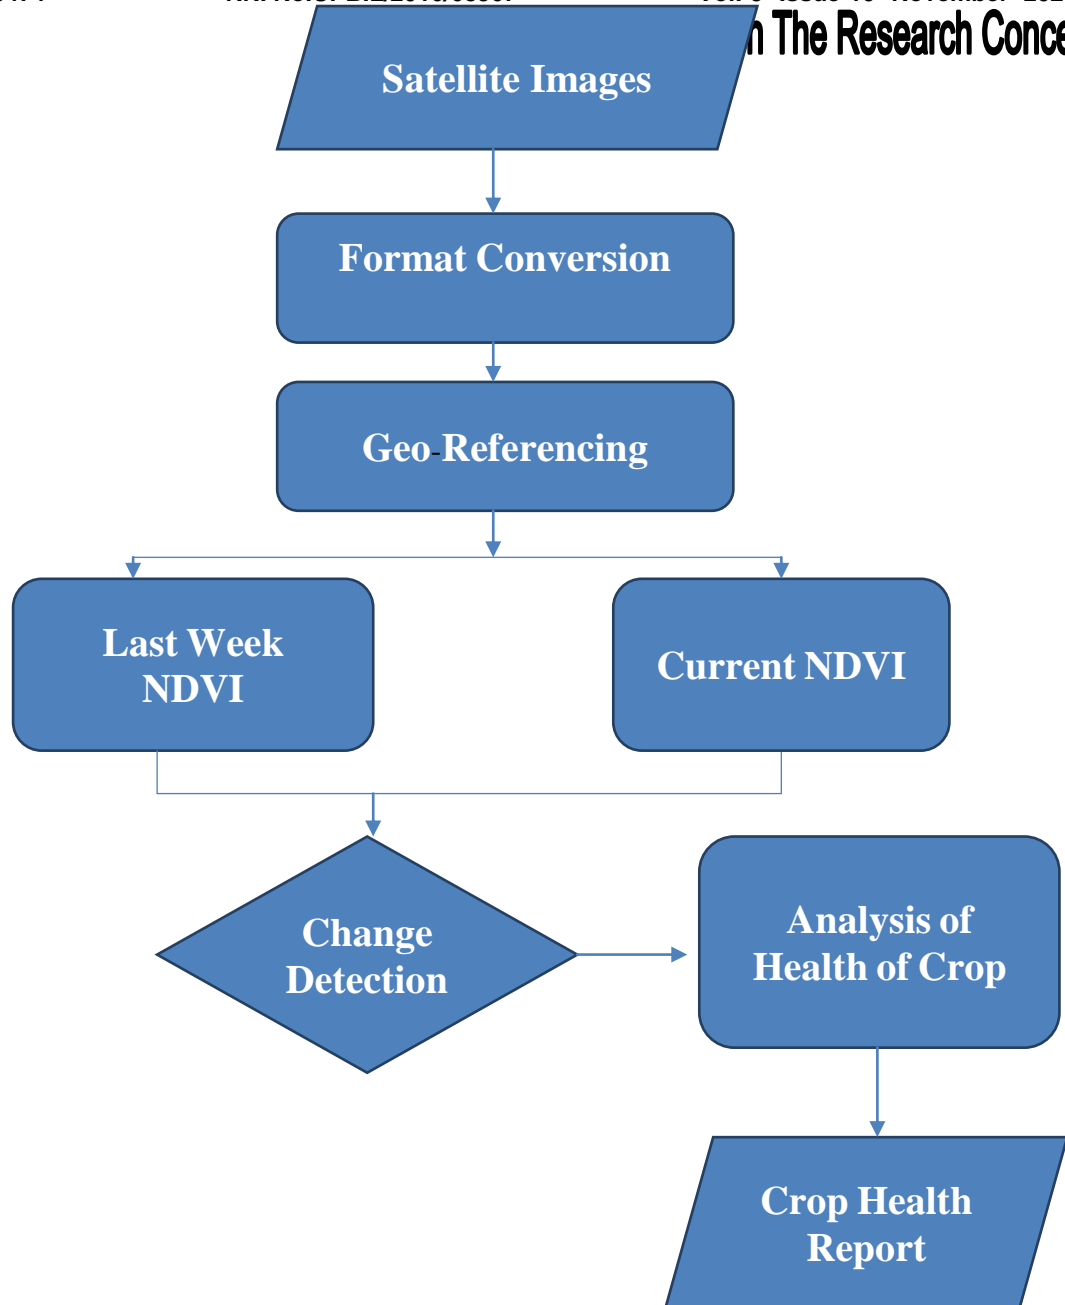 n The Research Conce
Satellite Images
Format Conversion
Geo-Referencing
Last Week
NDVI
Current NDVI
Change
Detection
Analysis of
Health of Crop
Crop Health
Report